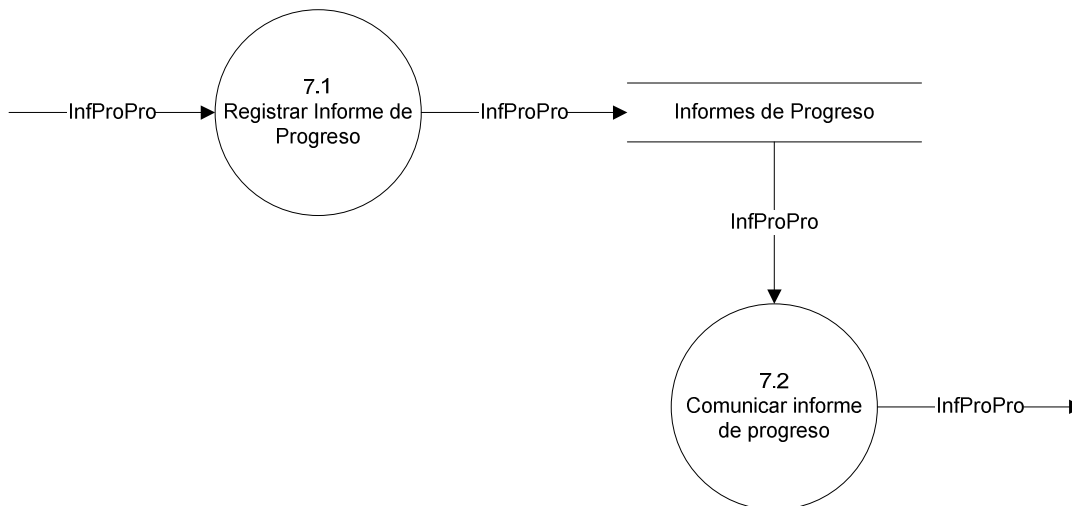 7.1
InfProPro
Registrar Informe de
Progreso
InfProPro
Informes de Progreso
InfProPro
7.2
Comunicar informe
de progreso
InfProPro